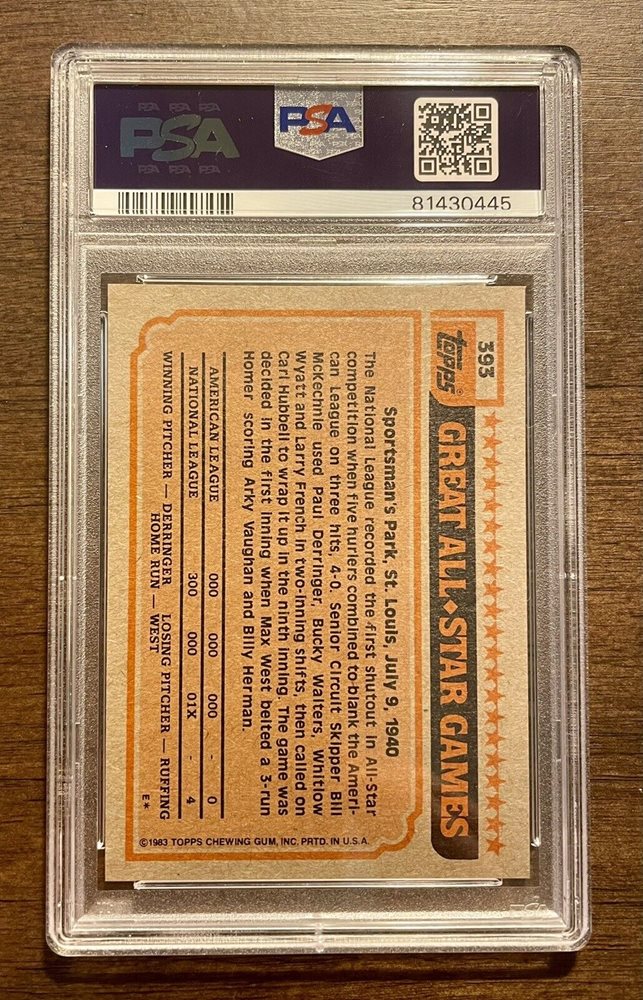 PSA PSA PSA
PSA
PSA PSA PSA
PSA
81430445
393
topps
GREAT ALL-STAR GAMES
Sportsman's Park, St. Louis, July 9, 1940
The National League recorded the first shutout in All-Star
competition when five hurlers combined to blank the Ameri-
can League on three hits, 4-0. Senior Circuit Skipper Bill
McKechnie used Paul Derringer, Bucky Walters, Whitlow
Wyatt and Larry French in two-inning shifts, then called on
Carl Hubbell to wrap it up in the ninth inning. The game was
decided in the first inning when Max West belted a 3-run
Homer scoring Arky Vaughan and Billy Herman.
AMERICAN LEAGUE 000 000 000 - 0
NATIONAL LEAGUE 300 000 01X - 4
WINNING PITCHER — DERRINGER LOSING PITCHER — RUFFING
HOME RUN — WEST
E*
©1983 TOPPS CHEWING GUM, INC. PRTD. IN U.S.A.